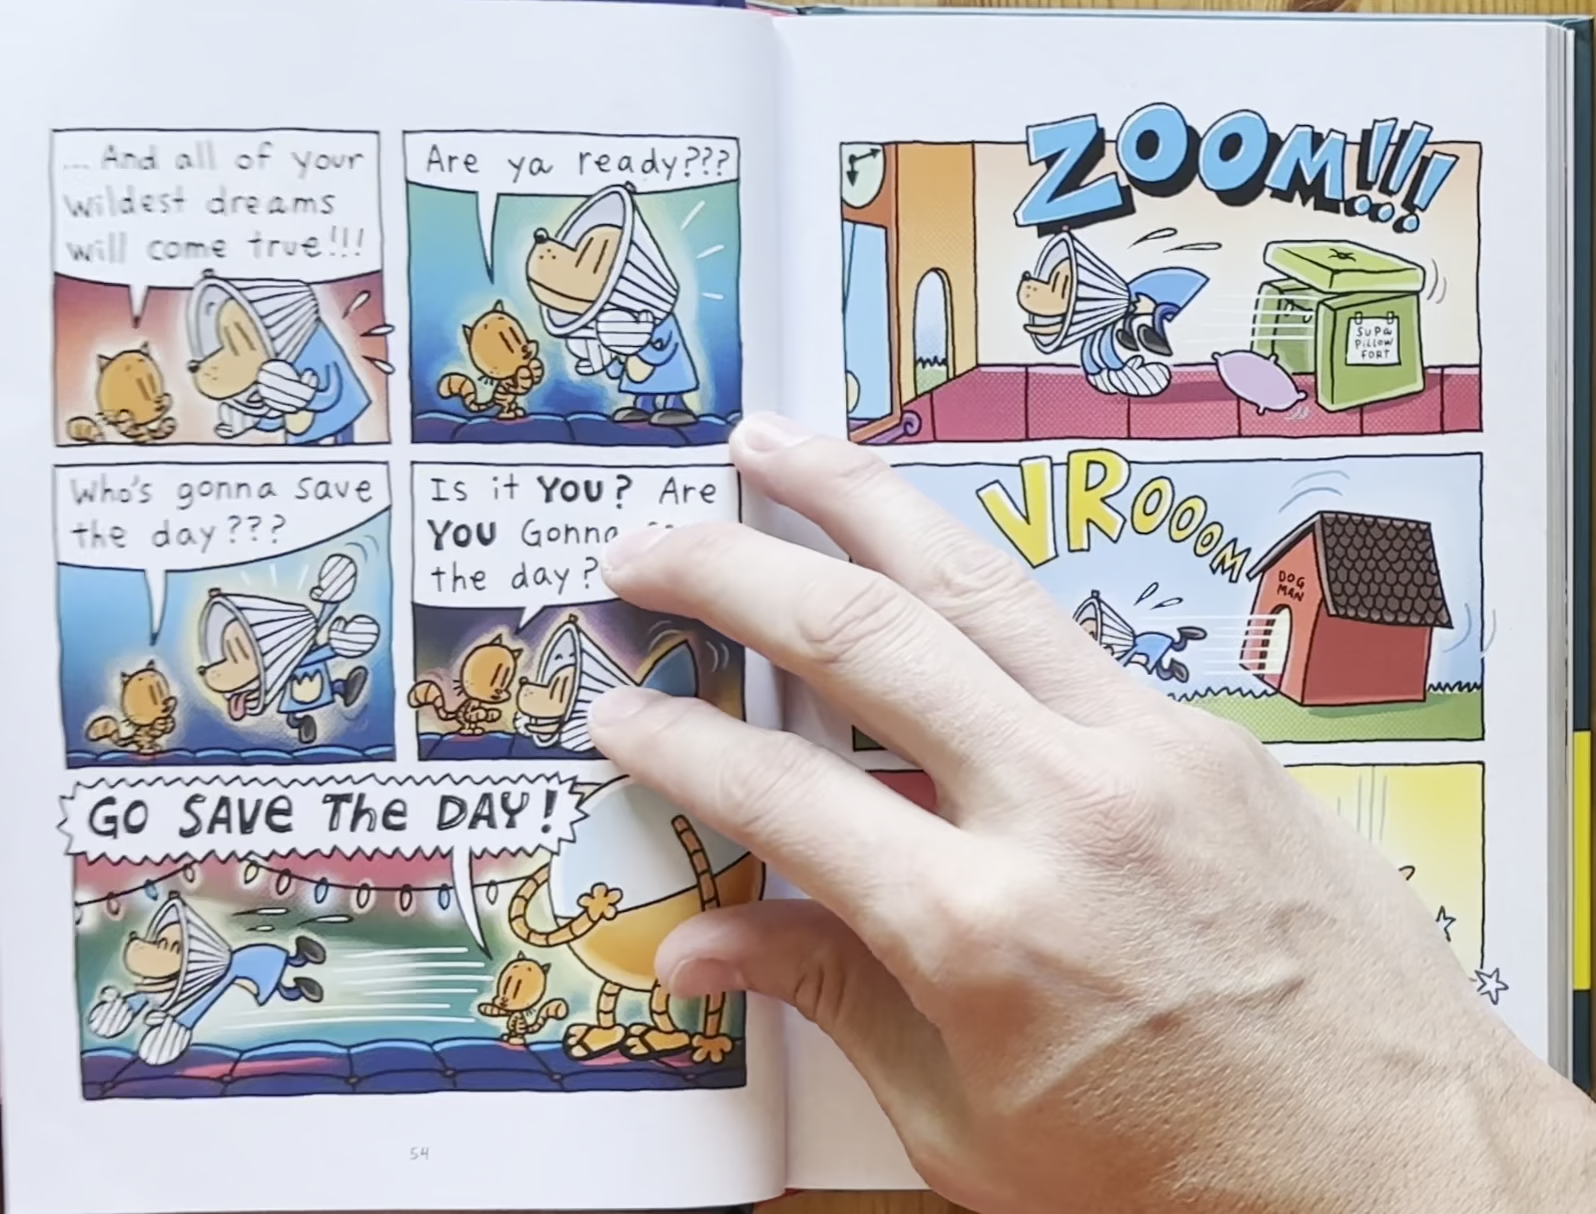 ... And all of your
wildest dreams
will come true!!!
Are ya ready???
Who's gonna save
the day???
Is it YOU? Are
YOU Gonna
the day?
GO SAVE The DAY!
54
ZOOM!!!
SUPA
PILLOW
FORT
VROOOM
DOG
MAN